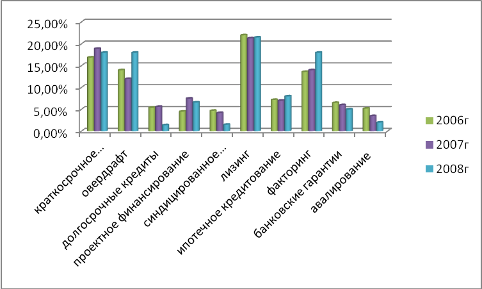 25,00%
20,00%
15,00%
10,00%
5,00%
0,00%
краткосрочное...
овердрафт
долгосрочные кредиты
проектное финансирование
синдицированное...
лизинг
ипотечное кредитование
факторинг
банковские гарантии
авалирование
2006г
2007г
2008г